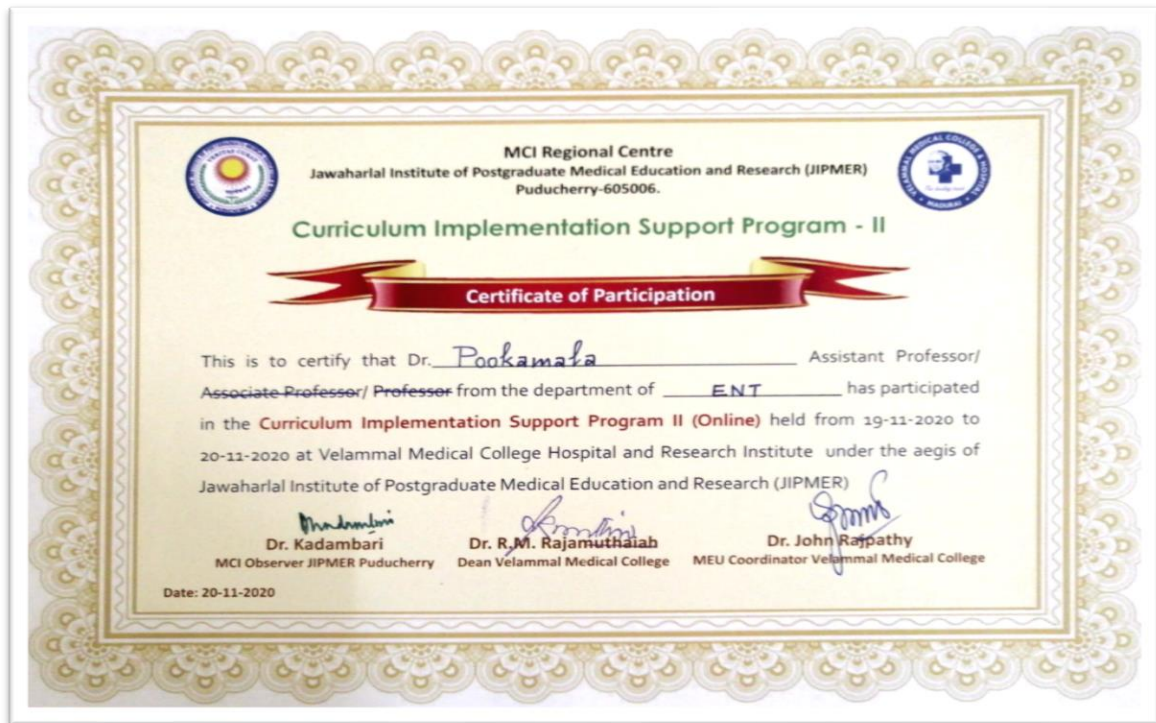 MCI Regional Centre
Jawaharlal Institute of Postgraduate Medical Education and Research (JIPMER)
Puducherry-605006.
VELAMMAL MEDICAL COLLEGE & HOSPITAL
MADURAI
Curriculum Implementation Support Program - II
Certificate of Participation
This is to certify that Dr. Pookamala Assistant Professor/
Associate Professor/ Professor from the department of ENT has participated
in the Curriculum Implementation Support Program II (Online) held from 19-11-2020 to
20-11-2020 at Velammal Medical College Hospital and Research Institute under the aegis of
Jawaharlal Institute of Postgraduate Medical Education and Research (JIPMER)
Dr. Kadambari Dr. R.M. Rajamuthaiah Dr. John Rajpathy
MCI Observer JIPMER Puducherry Dean Velammal Medical College MEU Coordinator Velammal Medical College
Date: 20-11-2020